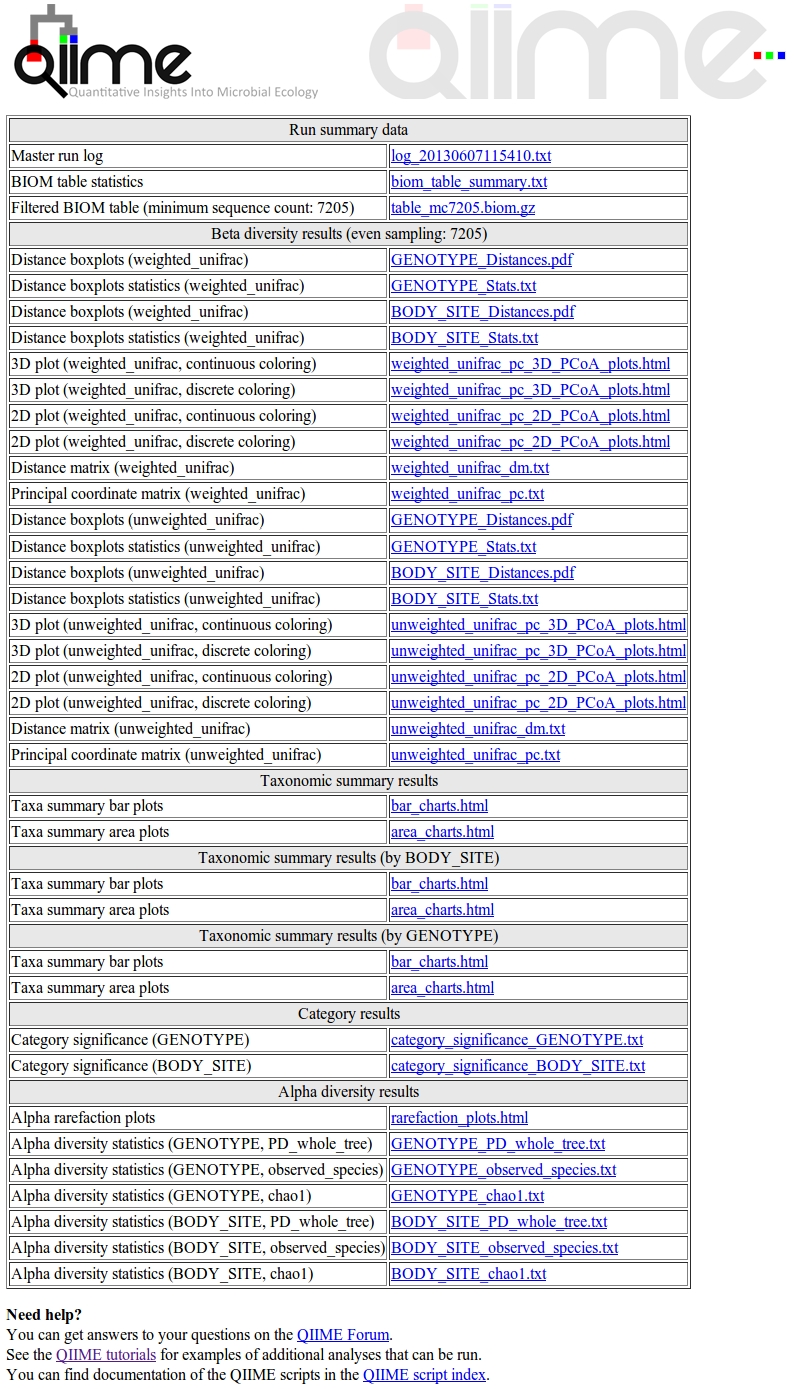 QIIme
Quantitative Insights Into Microbial Ecology
QIIme
Run summary data
Master run log log_20130607115410.txt
BIOM table statistics biom_table_summary.txt
Filtered BIOM table (minimum sequence count: 7205) table_mc7205.biom.gz
Beta diversity results (even sampling: 7205)
Distance boxplots (weighted_unifrac) GENOTYPE_Distances.pdf
Distance boxplots statistics (weighted_unifrac) GENOTYPE_Stats.txt
Distance boxplots (weighted_unifrac) BODY_SITE_Distances.pdf
Distance boxplots statistics (weighted_unifrac) BODY_SITE_Stats.txt
3D plot (weighted_unifrac, continuous coloring) weighted_unifrac_pc_3D_PCoA_plots.html
3D plot (weighted_unifrac, discrete coloring) weighted_unifrac_pc_3D_PCoA_plots.html
2D plot (weighted_unifrac, continuous coloring) weighted_unifrac_pc_2D_PCoA_plots.html
2D plot (weighted_unifrac, discrete coloring) weighted_unifrac_pc_2D_PCoA_plots.html
Distance matrix (weighted_unifrac) weighted_unifrac_dm.txt
Principal coordinate matrix (weighted_unifrac) weighted_unifrac_pc.txt
Distance boxplots (unweighted_unifrac) GENOTYPE_Distances.pdf
Distance boxplots statistics (unweighted_unifrac) GENOTYPE_Stats.txt
Distance boxplots (unweighted_unifrac) BODY_SITE_Distances.pdf
Distance boxplots statistics (unweighted_unifrac) BODY_SITE_Stats.txt
3D plot (unweighted_unifrac, continuous coloring) unweighted_unifrac_pc_3D_PCoA_plots.html
3D plot (unweighted_unifrac, discrete coloring) unweighted_unifrac_pc_3D_PCoA_plots.html
2D plot (unweighted_unifrac, continuous coloring) unweighted_unifrac_pc_2D_PCoA_plots.html
2D plot (unweighted_unifrac, discrete coloring) unweighted_unifrac_pc_2D_PCoA_plots.html
Distance matrix (unweighted_unifrac) unweighted_unifrac_dm.txt
Principal coordinate matrix (unweighted_unifrac) unweighted_unifrac_pc.txt
Taxonomic summary results
Taxa summary bar plots bar_charts.html
Taxa summary area plots area_charts.html
Taxonomic summary results (by BODY_SITE)
Taxa summary bar plots bar_charts.html
Taxa summary area plots area_charts.html
Taxonomic summary results (by GENOTYPE)
Taxa summary bar plots bar_charts.html
Taxa summary area plots area_charts.html
Category results
Category significance (GENOTYPE) category_significance_GENOTYPE.txt
Category significance (BODY_SITE) category_significance_BODY_SITE.txt
Alpha diversity results
Alpha rarefaction plots rarefaction_plots.html
Alpha diversity statistics (GENOTYPE, PD_whole_tree) GENOTYPE_PD_whole_tree.txt
Alpha diversity statistics (GENOTYPE, observed_species) GENOTYPE_observed_species.txt
Alpha diversity statistics (GENOTYPE, chao1) GENOTYPE_chao1.txt
Alpha diversity statistics (BODY_SITE, PD_whole_tree) BODY_SITE_PD_whole_tree.txt
Alpha diversity statistics (BODY_SITE, observed_species) BODY_SITE_observed_species.txt
Alpha diversity statistics (BODY_SITE, chao1) BODY_SITE_chao1.txt
Need help?
You can get answers to your questions on the QIIME Forum.
See the QIIME tutorials for examples of additional analyses that can be run.
You can find documentation of the QIIME scripts in the QIIME script index.